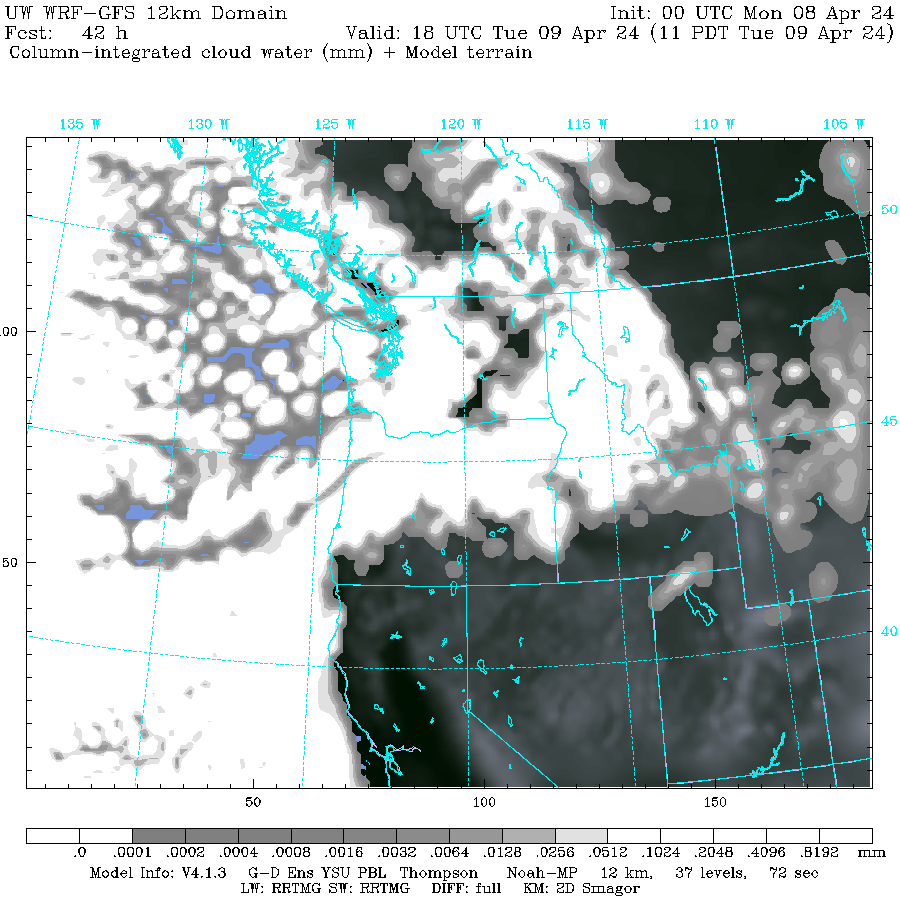 UW WRF-GFS 12km Domain Init: 00 UTC Mon 08 Apr 24
Fcst: 42 h Valid: 18 UTC Tue 09 Apr 24 (11 PDT Tue 09 Apr 24)
Column-integrated cloud water (mm) + Model terrain
135 W 130 W 125 W 120 W 115 W 110 W 105 W
50
00
45
50
40
50 100 150
.0 .0001 .0002 .0004 .0008 .0016 .0032 .0064 .0128 .0256 .0512 .1024 .2048 .4096 .8192 mm
Model Info: V4.1.3 G-D Ens YSU PBL Thompson Noah-MP 12 km, 37 levels, 72 sec
LW: RRTMG SW: RRTMG DIFF: full KM: 2D Smagor